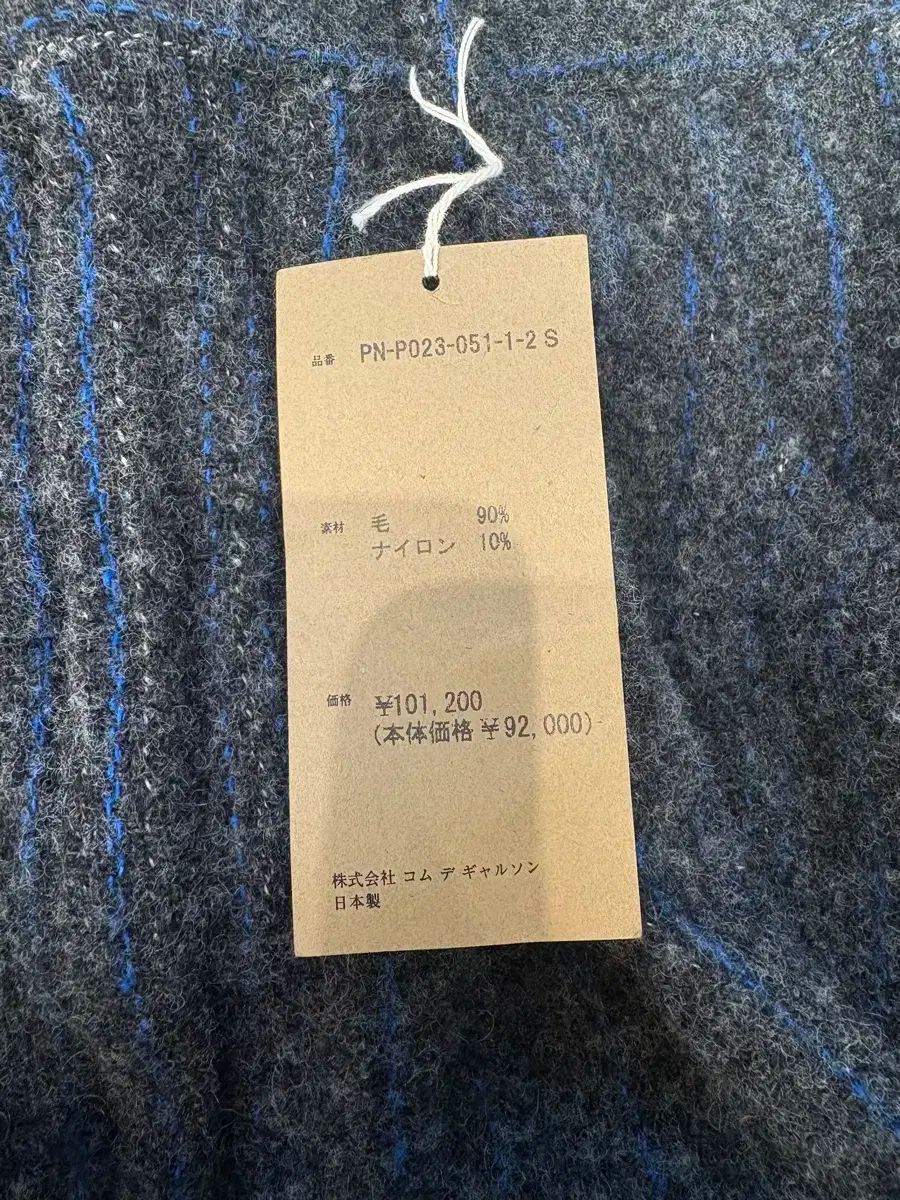 品番 PN-P023-051-1-2 S
素材 毛 90%
ナイロン 10%
価格 ¥101,200
(本体価格 ¥92,000)
株式会社 コム デ ギャルソン
日本製